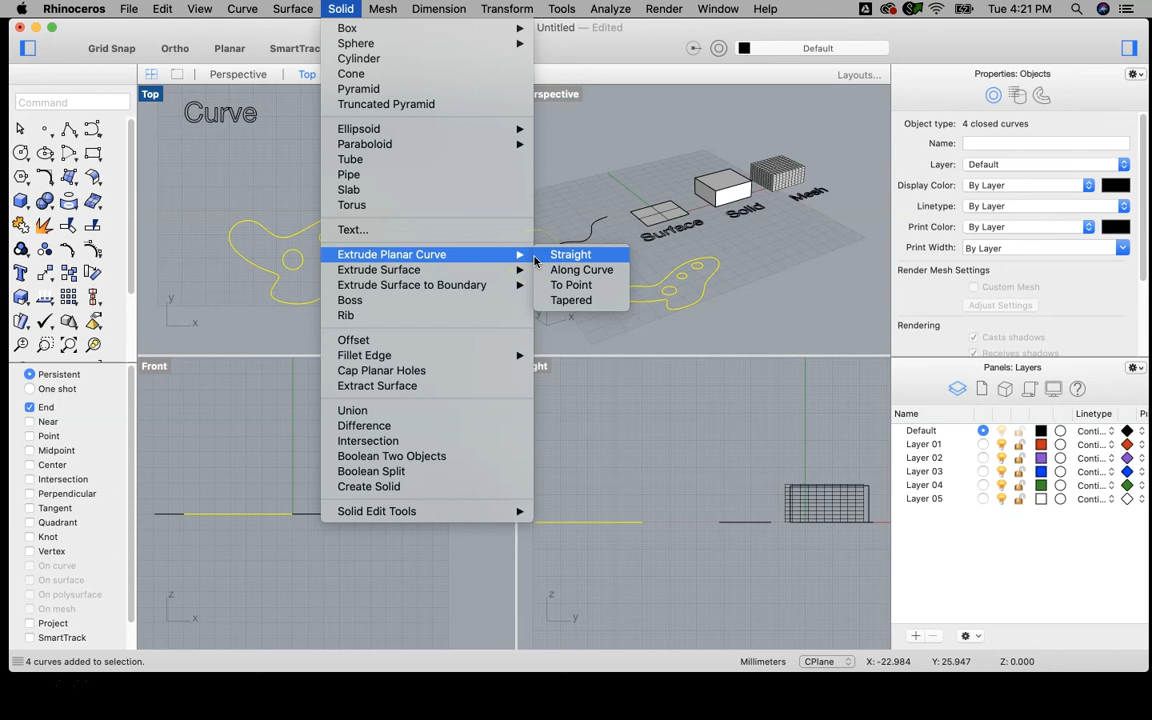 Rhinoceros File Edit View Curve Surface Solid Mesh Dimension Transform Tools Analyze Render Window Help Tue 4:21 PM
Untitled — Edited
Grid Snap Ortho Planar SmartTrac
Default
Perspective Top
Layouts...
Properties: Objects
Command
Top
Curve
rspective
Surface
Solid
Mesh
y
x
Front
ght
z
x
z
y
Box
Sphere
Cylinder
Cone
Pyramid
Truncated Pyramid
Ellipsoid
Paraboloid
Tube
Pipe
Slab
Torus
Text...
Extrude Planar Curve
Extrude Surface
Extrude Surface to Boundary
Boss
Rib
Offset
Fillet Edge
Cap Planar Holes
Extract Surface
Union
Difference
Intersection
Boolean Two Objects
Boolean Split
Create Solid
Solid Edit Tools
Straight
Along Curve
To Point
Tapered
Object type: 4 closed curves
Name:
Layer: Default
Display Color: By Layer
Linetype: By Layer
Print Color: By Layer
Print Width: By Layer
Render Mesh Settings
Custom Mesh
Adjust Settings
Rendering
Casts shadows
Receives shadows
Panels: Layers
Name Linetype Pr
Default Conti...
Layer 01 Conti...
Layer 02 Conti...
Layer 03 Conti...
Layer 04 Conti...
Layer 05 Conti...
Persistent
One shot
End
Near
Point
Midpoint
Center
Intersection
Perpendicular
Tangent
Quadrant
Knot
Vertex
On curve
On surface
On polysurface
On mesh
Project
SmartTrack
4 curves added to selection.
Millimeters CPlane X: -22.984 Y: 25.947 Z: 0.000